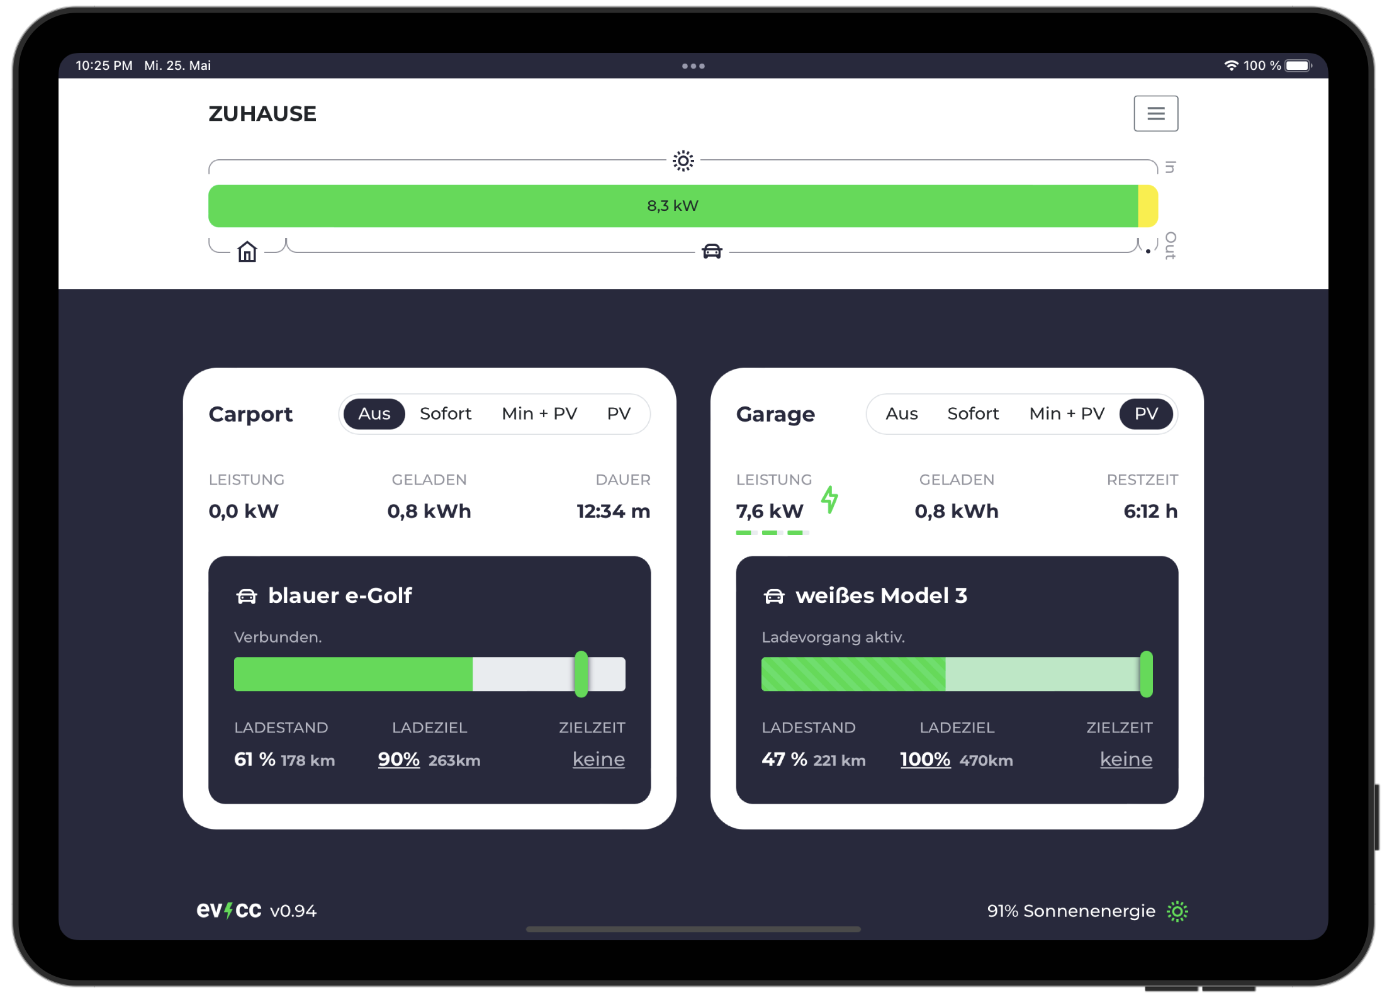 10:25 PM Mi. 25. Mai
100 %
ZUHAUSE
In
8,3 kW
Out
Carport
Aus Sofort Min + PV PV
LEISTUNG GELADEN DAUER
0,0 kW 0,8 kWh 12:34 m
blauer e-Golf
Verbunden.
LADESTAND LADEZIEL ZIELZEIT
61 % 178 km 90% 263km keine
Garage
Aus Sofort Min + PV PV
LEISTUNG GELADEN RESTZEIT
7,6 kW 0,8 kWh 6:12 h
weißes Model 3
Ladevorgang aktiv.
LADESTAND LADEZIEL ZIELZEIT
47 % 221 km 100% 470km keine
evcc v0.94
91% Sonnenenergie